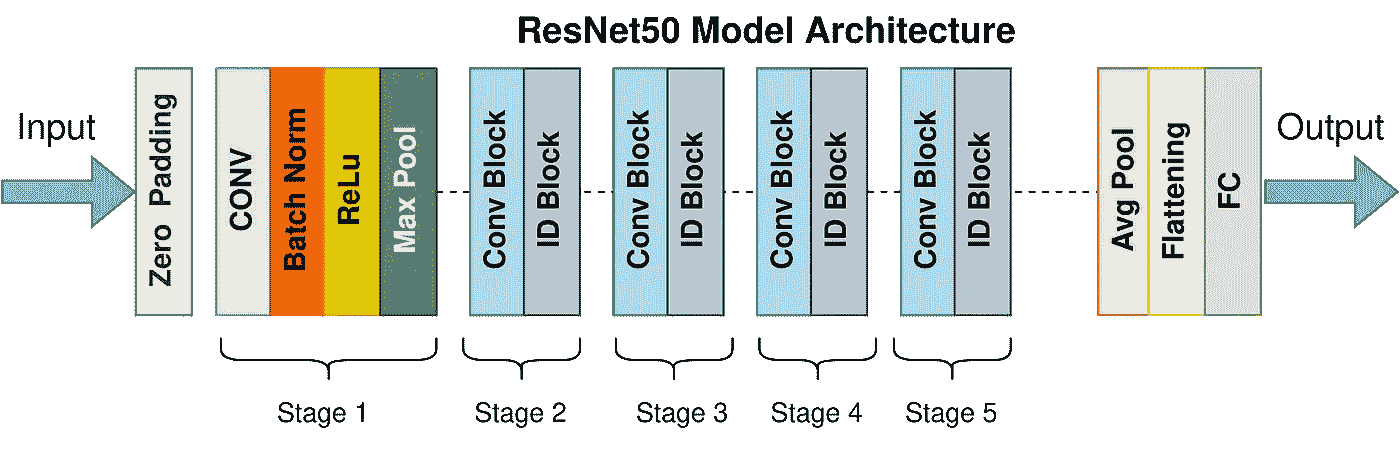 ResNet50 Model Architecture
Input
Zero Padding
CONV
Batch Norm
ReLu
Max Pool
Conv Block
ID Block
Conv Block
ID Block
Conv Block
ID Block
Conv Block
ID Block
Avg Pool
Flattening
FC
Output
Stage 1
Stage 2
Stage 3
Stage 4
Stage 5